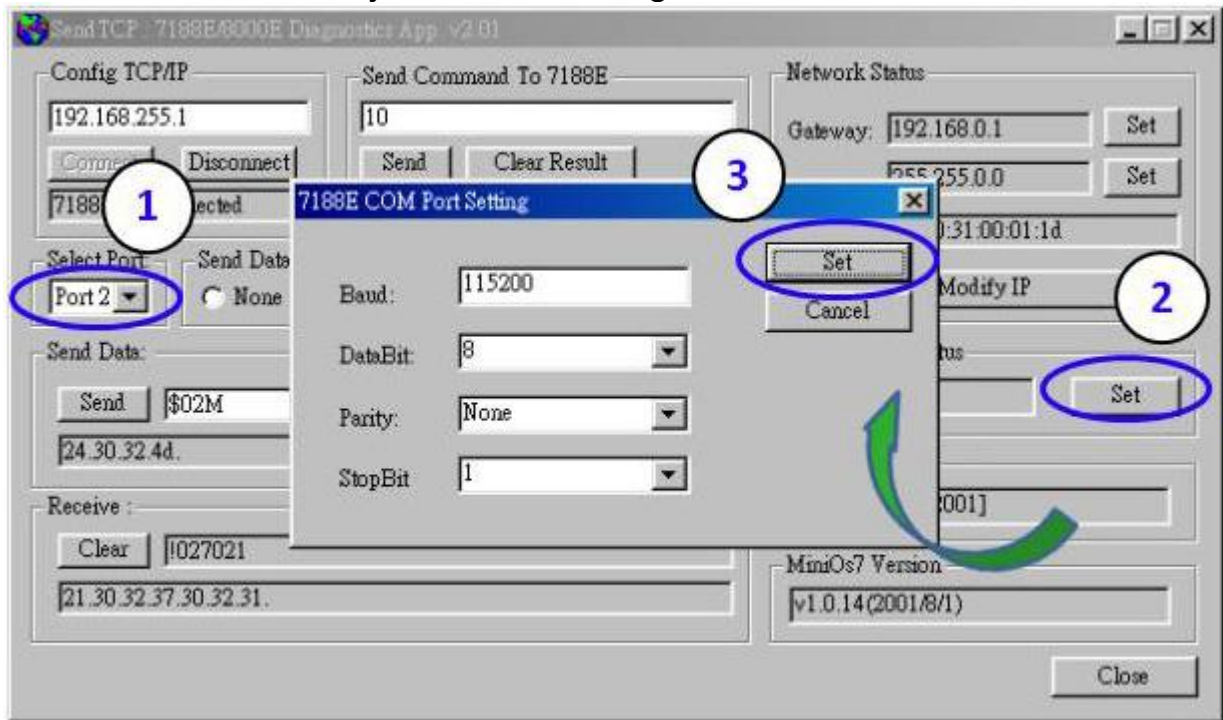 SendTCP : 7188E/8000E Diagnostics App. v2.01
Config TCP/IP
192.168.255.1
Connect Disconnect
7188
1
Select Port:
Port 2
Send Data
None
Send Command To 7188E
10
Send Clear Result
Network Status
Gateway: 192.168.0.1 Set
255.255.0.0 Set
:31:00:01:1d
Modify IP
2
Set
7188E COM Port Setting
3
Baud: 115200
DataBit: 8
Parity: None
StopBit 1
Set
Cancel
Send Data:
Send $02M
24.30.32.4d.
Receive :
Clear !027021
21.30.32.37.30.32.31.
2001]
MiniOs7 Version
v1.0.14(2001/8/1)
Close